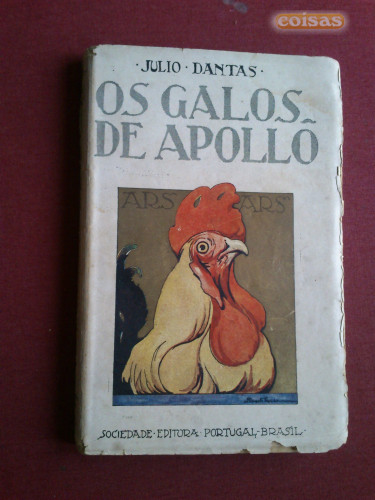 coisas
· JULIO · DANTAS ·
OS GALOS
DE APOLLO
ARS ARS
SOCIEDADE · EDITORA · PORTUGAL-BRASIL ·